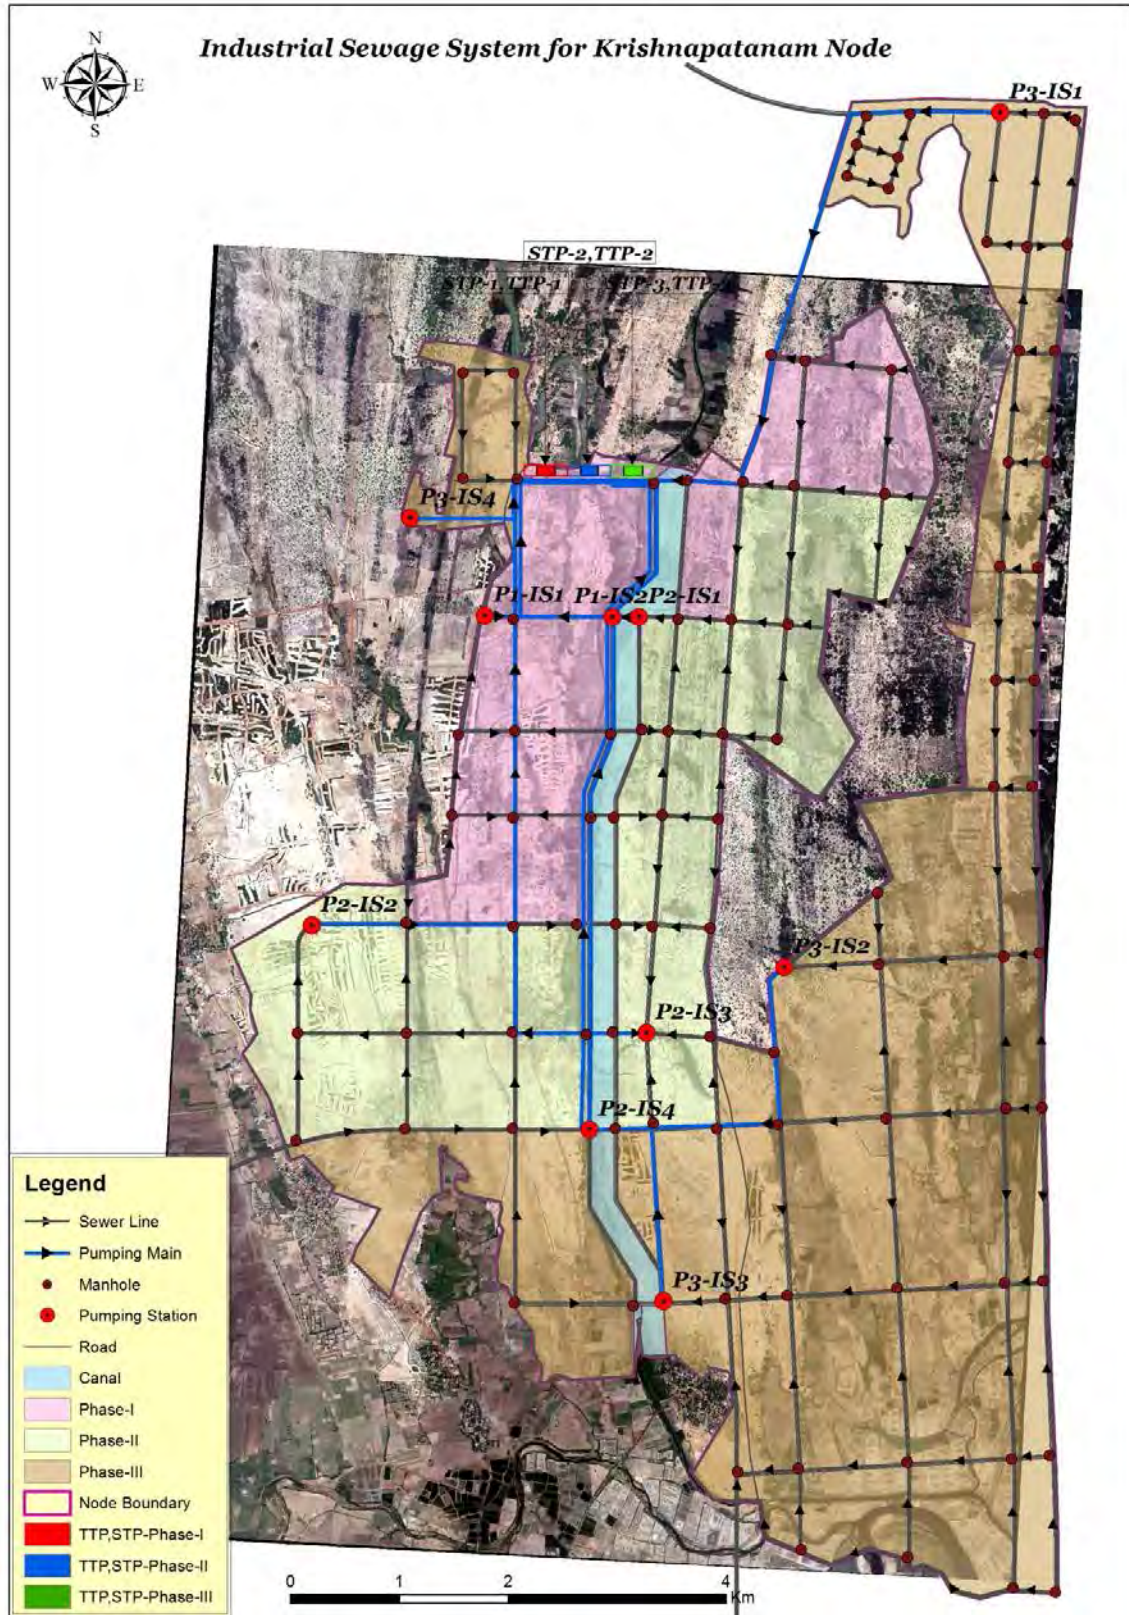 Industrial Sewage System for Krishnapatanam Node
N
W E
S
P3-IS1
STP-2,TTP-2
STP-1,TTP-1 STP-3,TTP-
P3-IS4
P1-IS1 P1-IS2 P2-IS1
P2-IS2
P3-IS2
P2-IS3
P2-IS4
P3-IS3
Legend
Sewer Line
Pumping Main
Manhole
Pumping Station
Road
Canal
Phase-I
Phase-II
Phase-III
Node Boundary
TTP,STP-Phase-I
TTP,STP-Phase-II
TTP,STP-Phase-III
0 1 2 4
Km